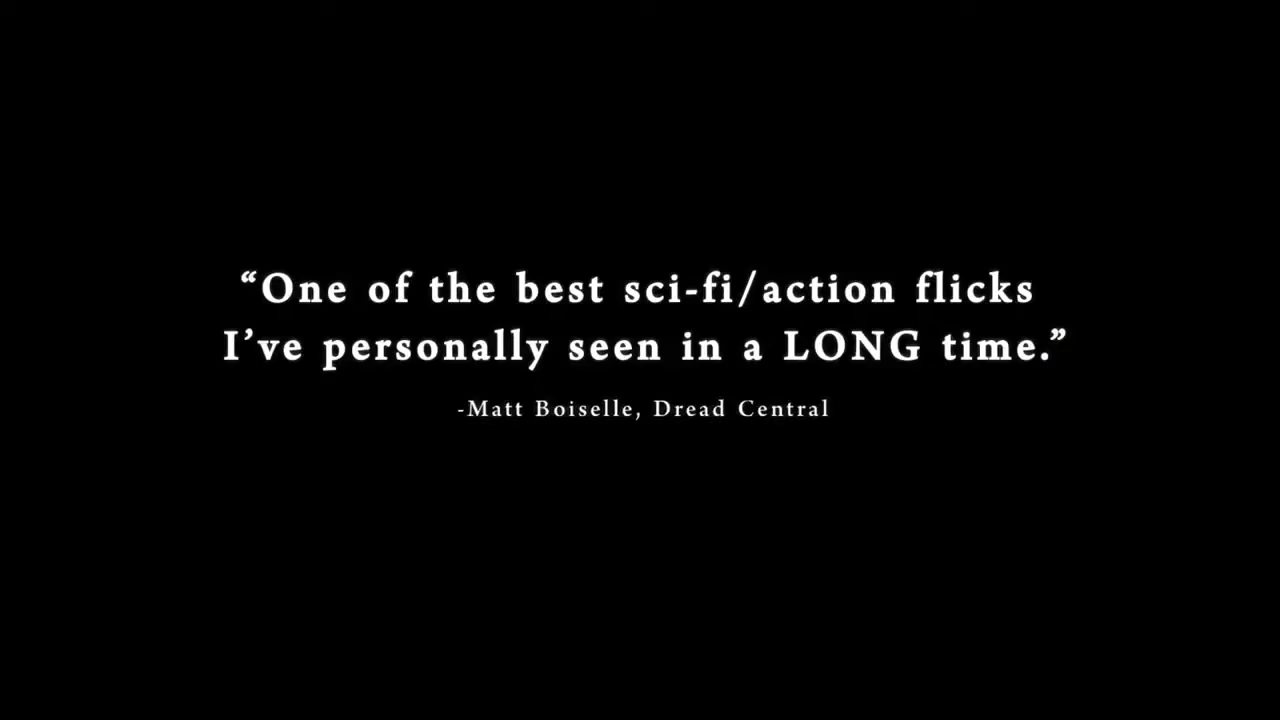 “One of the best sci-fi/action flicks
I’ve personally seen in a LONG time.”
-Matt Boiselle, Dread Central